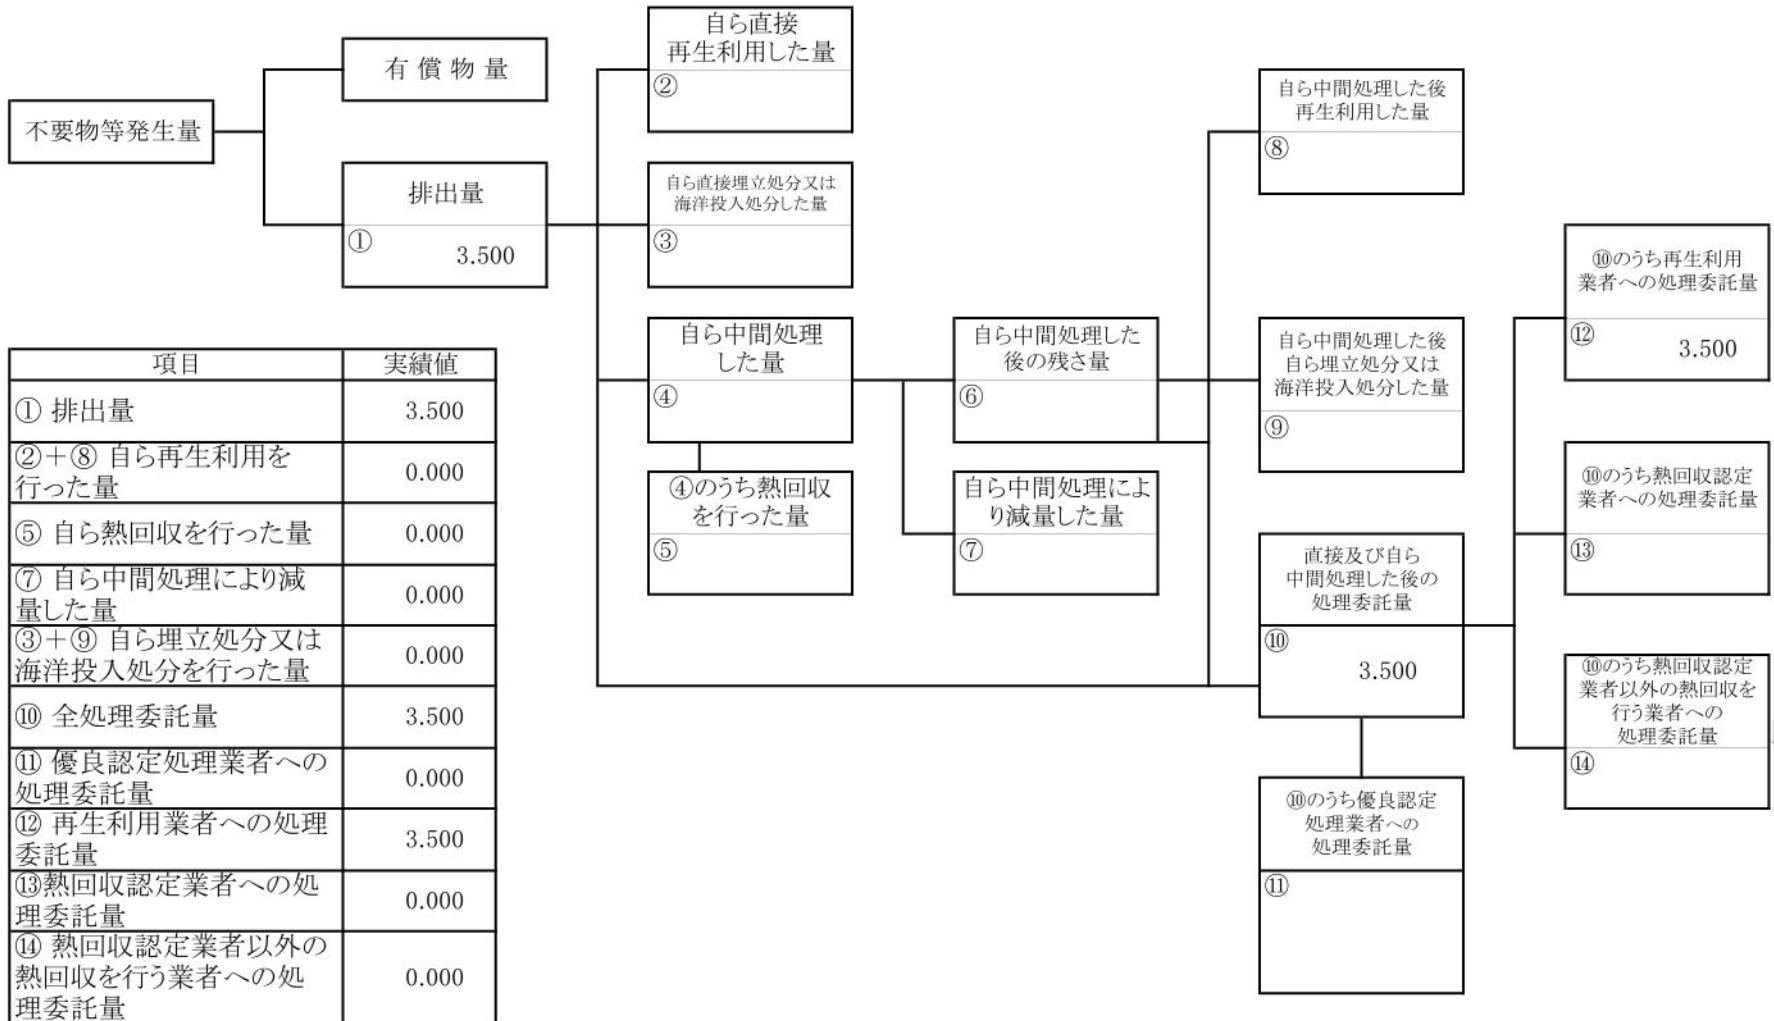 不要物等発生量
有償物量
排出量
①
3.500
自ら直接
再生利用した量
②
自ら直接埋立処分又は
海洋投入処分した量
③
自ら中間処理
した量
④
④のうち熱回収
を行った量
⑤
自ら中間処理した
後の残さ量
⑥
自ら中間処理によ
り減量した量
⑦
自ら中間処理した後
再生利用した量
⑧
自ら中間処理した後
自ら埋立処分又は
海洋投入処分した量
⑨
直接及び自ら
中間処理した後の
処理委託量
⑩
3.500
⑩のうち優良認定
処理業者への
処理委託量
⑪
⑩のうち再生利用
業者への処理委託量
⑫
3.500
⑩のうち熱回収認定
業者への処理委託量
⑬
⑩のうち熱回収認定
業者以外の熱回収を
行う業者への
処理委託量
⑭
項目 実績値
① 排出量 3.500
②＋⑧ 自ら再生利用を
行った量 0.000
⑤ 自ら熱回収を行った量 0.000
⑦ 自ら中間処理により減
量した量 0.000
③＋⑨ 自ら埋立処分又は
海洋投入処分を行った量 0.000
⑩ 全処理委託量 3.500
⑪ 優良認定処理業者への
処理委託量 0.000
⑫ 再生利用業者への処理
委託量 3.500
⑬熱回収認定業者への処
理委託量 0.000
⑭ 熱回収認定業者以外の
熱回収を行う業者への処
理委託量 0.000